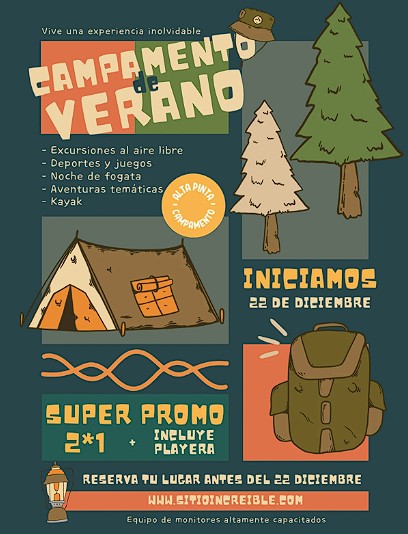 Vive una experiencia inolvidable
CAMPAMENTO
de
VERANO
- Excursiones al aire libre
- Deportes y juegos
- Noche de fogata
- Aventuras temáticas
- Kayak
ALTA PINTA
CAMPAMENTO
INICIAMOS
22 DE DICIEMBRE
SUPER PROMO
2*1 + INCLUYE
PLAYERA
RESERVA TU LUGAR ANTES DEL 22 DICIEMBRE
WWW.SITIOINCREIBLE.COM
Equipo de monitores altamente capacitados